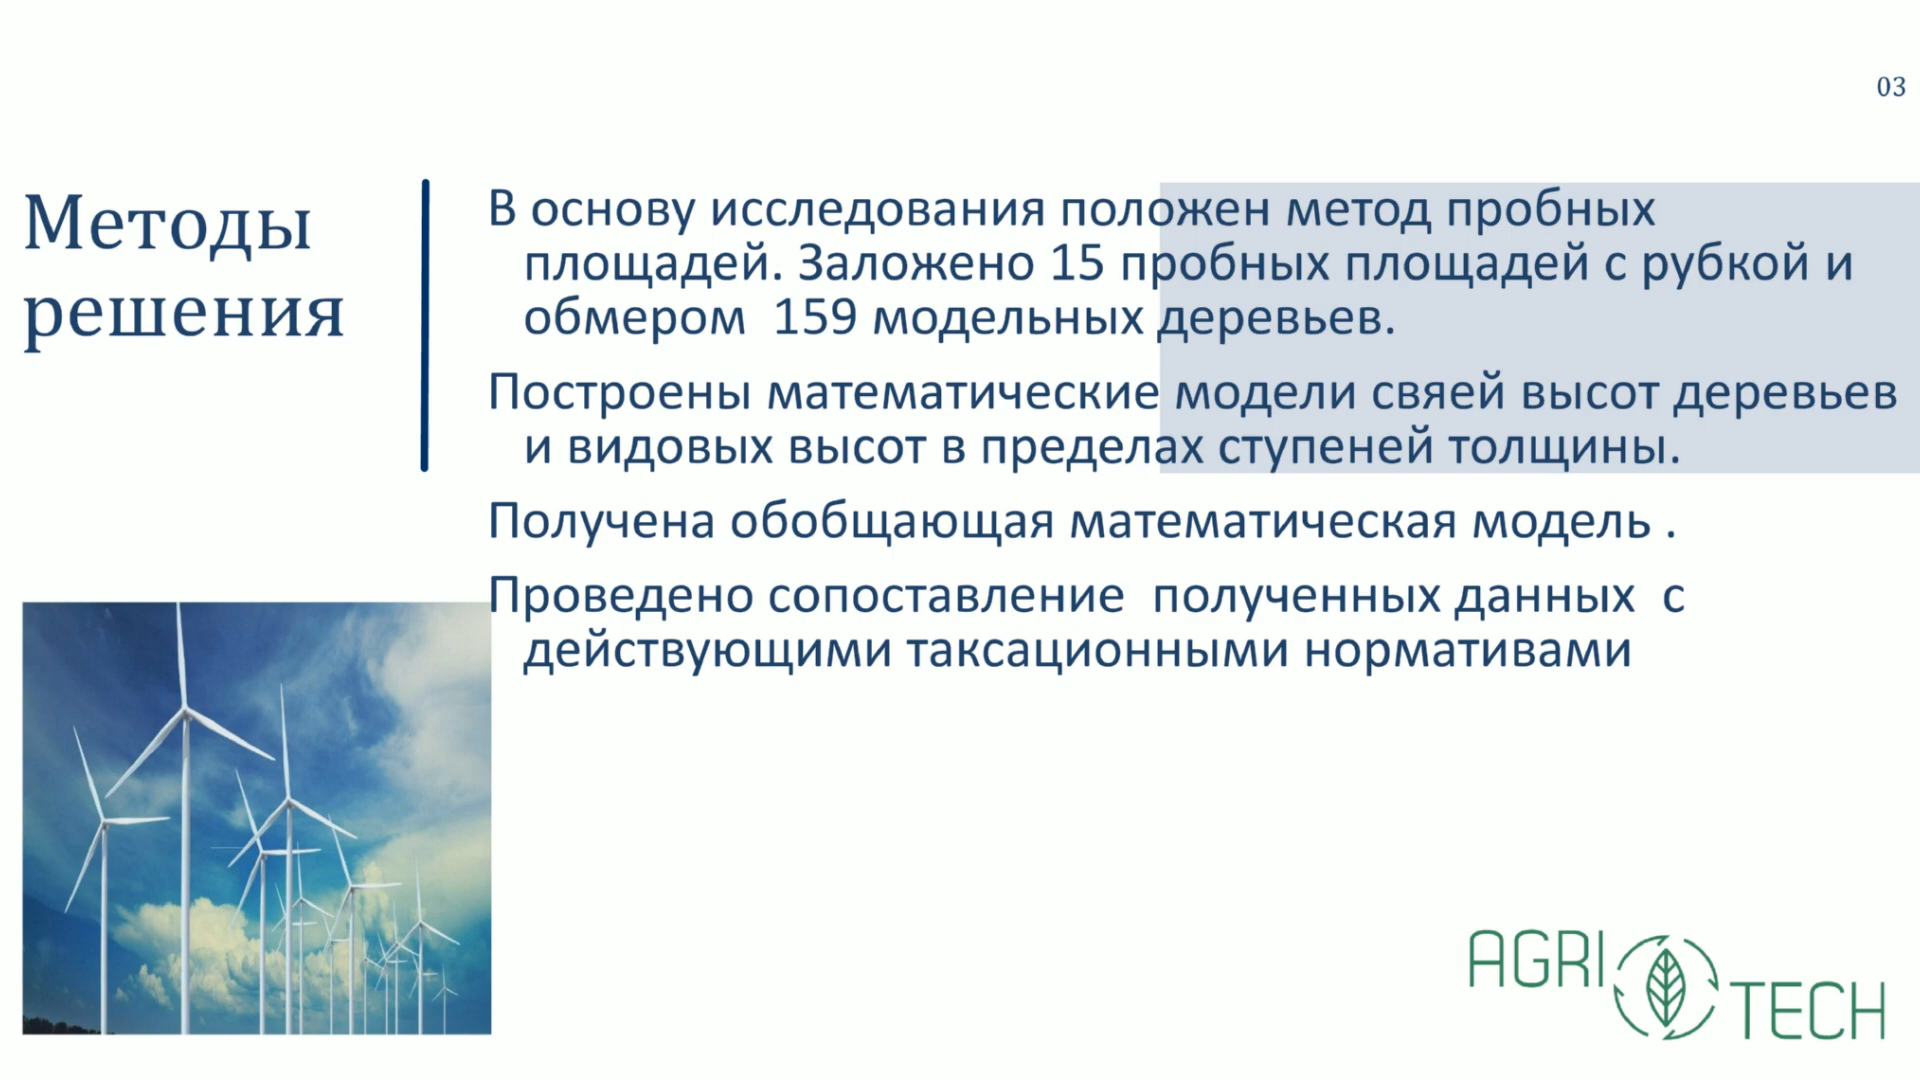 03
Методы
решения
В основу исследования положен метод пробных
площадей. Заложено 15 пробных площадей с рубкой и
обмером 159 модельных деревьев.
Построены математические модели свяей высот деревьев
и видовых высот в пределах ступеней толщины.
Получена обобщающая математическая модель .
Проведено сопоставление полученных данных с
действующими таксационными нормативами
AGRI
TECH